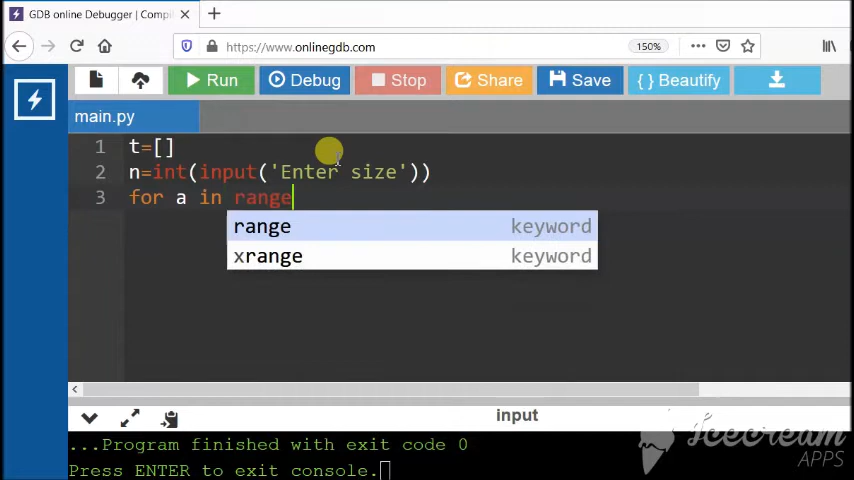 GDB online Debugger | Compil
https://www.onlinegdb.com
150%
Run
Debug
Stop
Share
Save
{ } Beautify
main.py
1 t=[]
2 n=int(input('Enter size'))
3 for a in range
range keyword
xrange keyword
input
...Program finished with exit code 0
Press ENTER to exit console.
Icecream
APPS